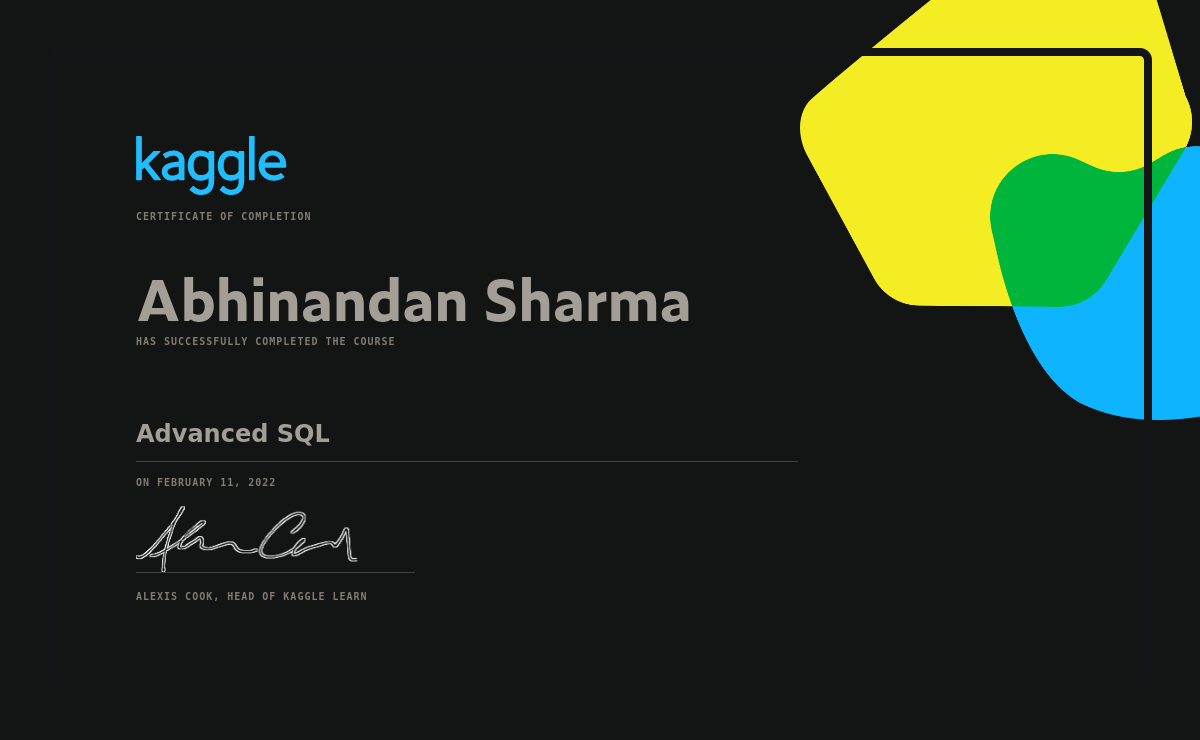 kaggle
CERTIFICATE OF COMPLETION
Abhinandan Sharma
HAS SUCCESSFULLY COMPLETED THE COURSE
Advanced SQL
ON FEBRUARY 11, 2022
ALEXIS COOK, HEAD OF KAGGLE LEARN